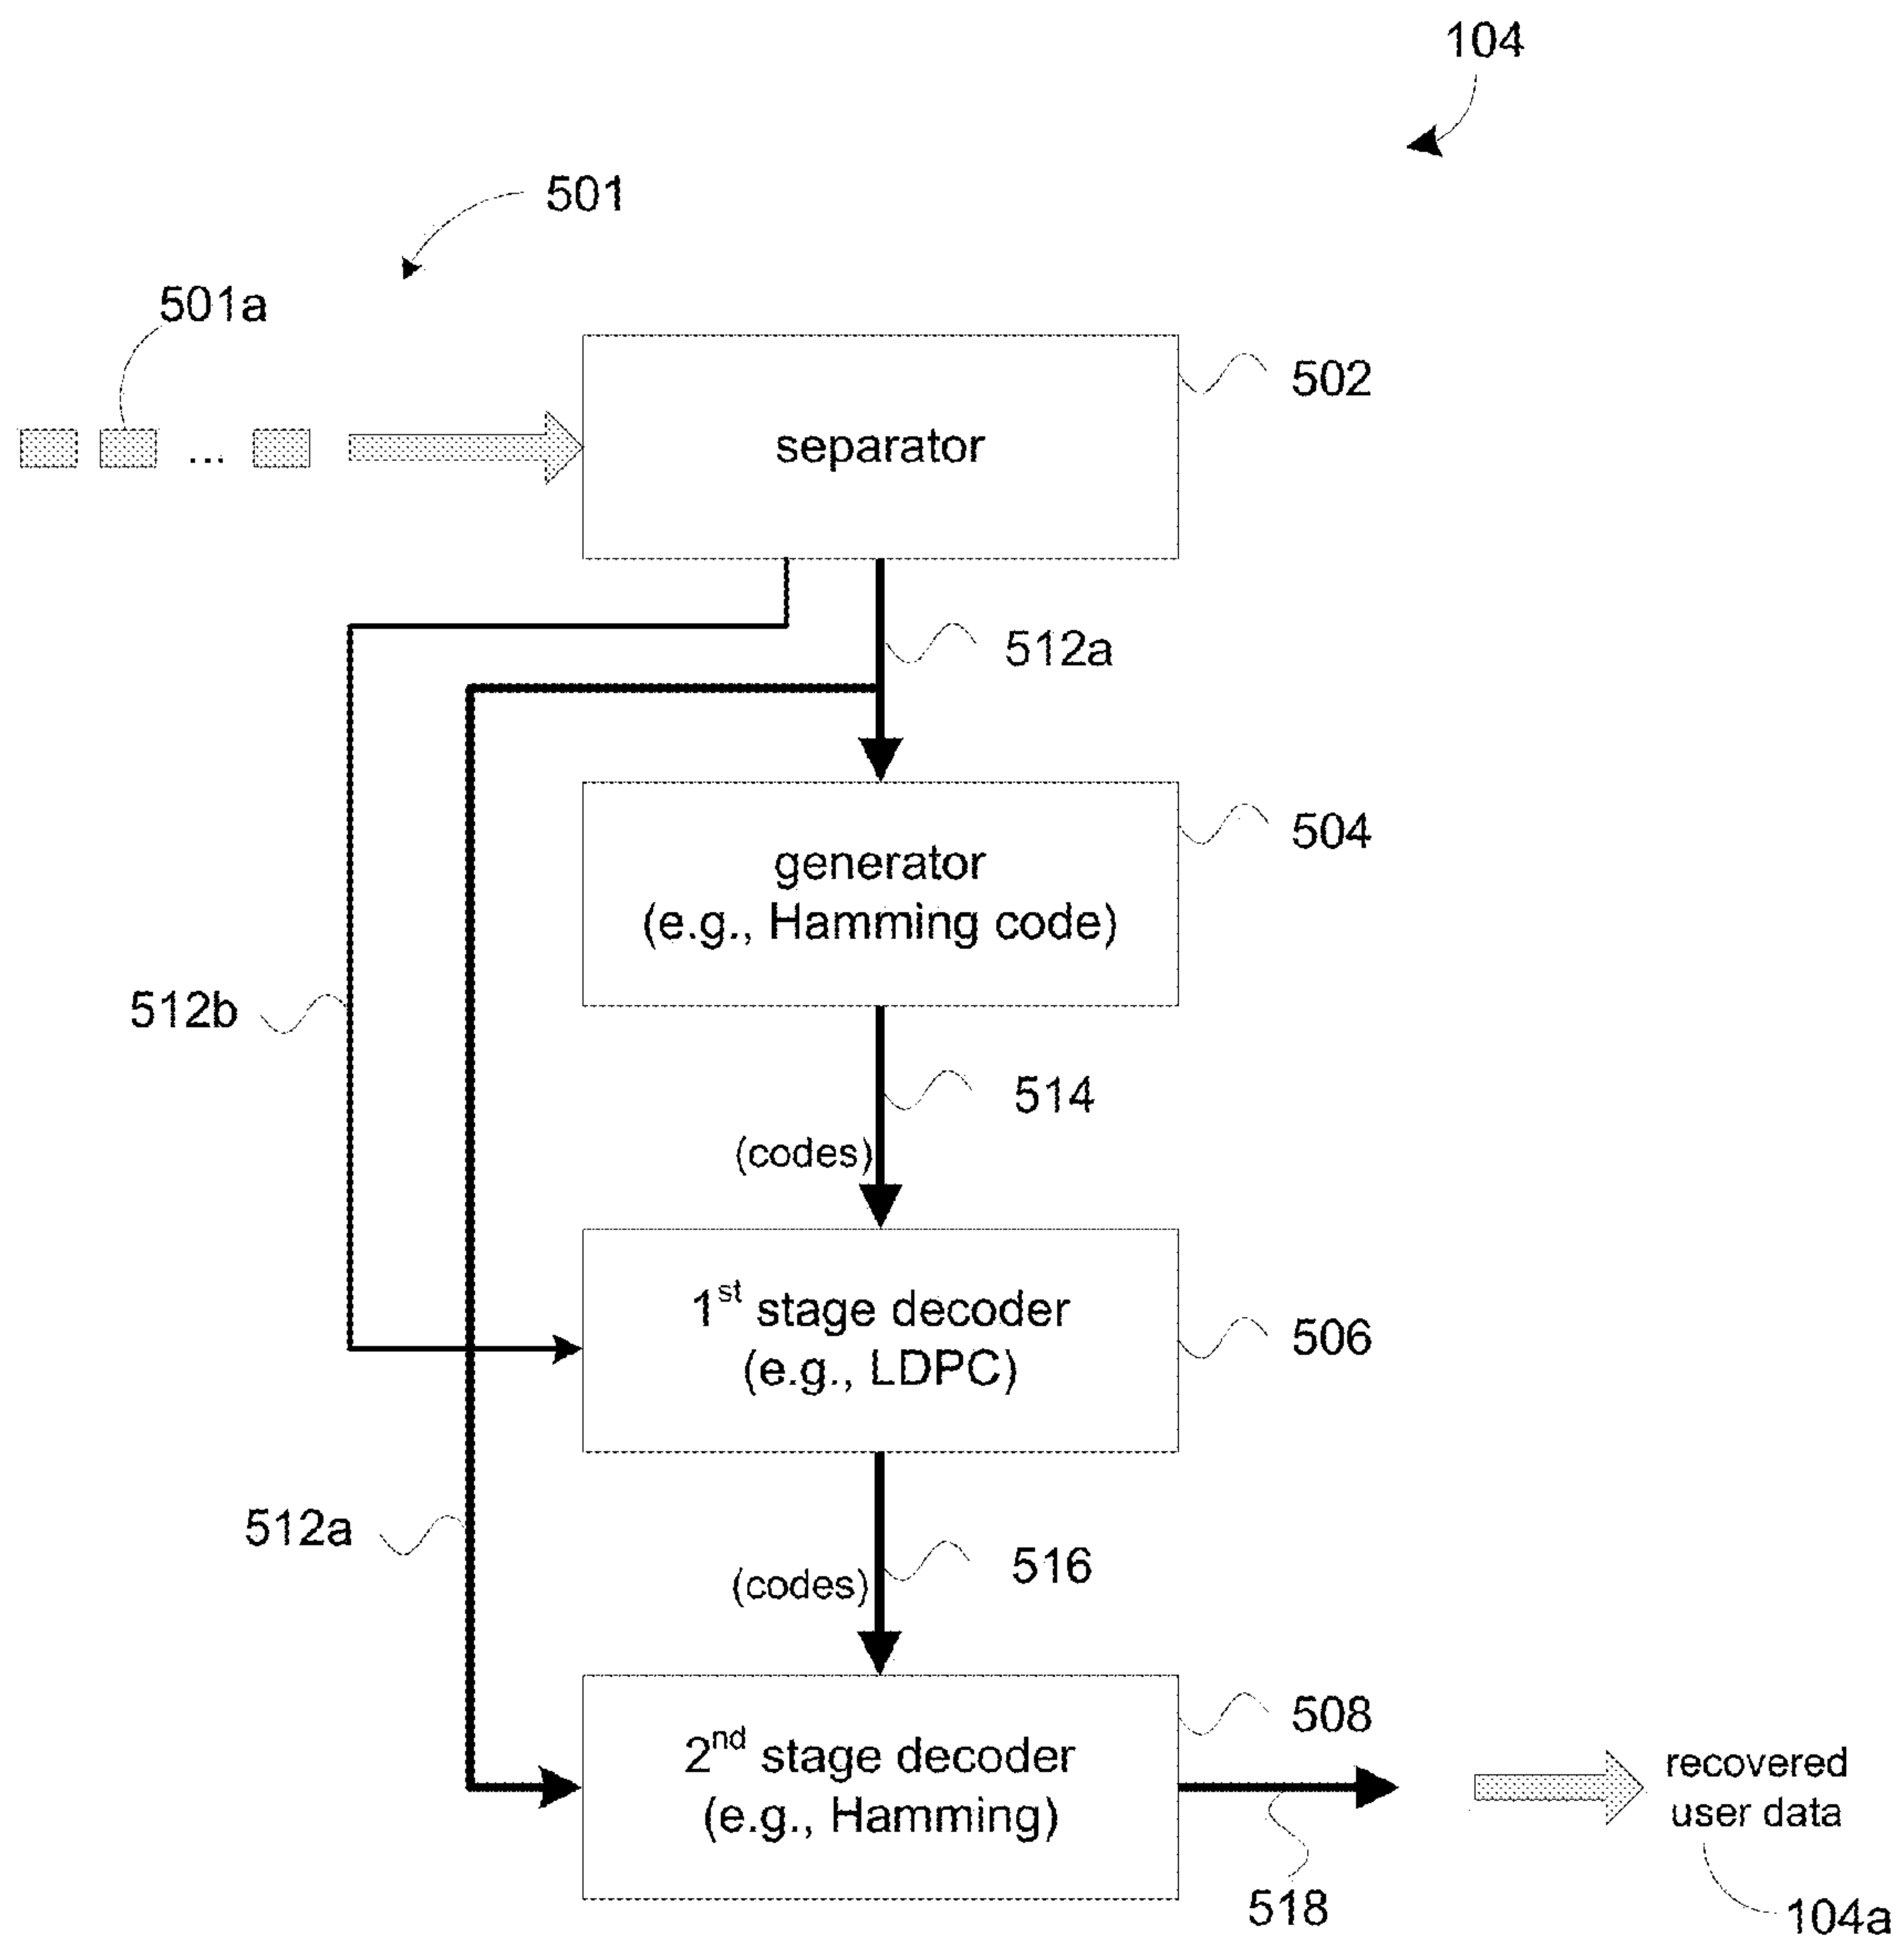 104
501
501a
502
separator
512a
504
generator
(e.g., Hamming code)
512b
514
(codes)
1st stage decoder
(e.g., LDPC)
506
512a
516
(codes)
508
2nd stage decoder
(e.g., Hamming)
recovered
user data
518
104a
...